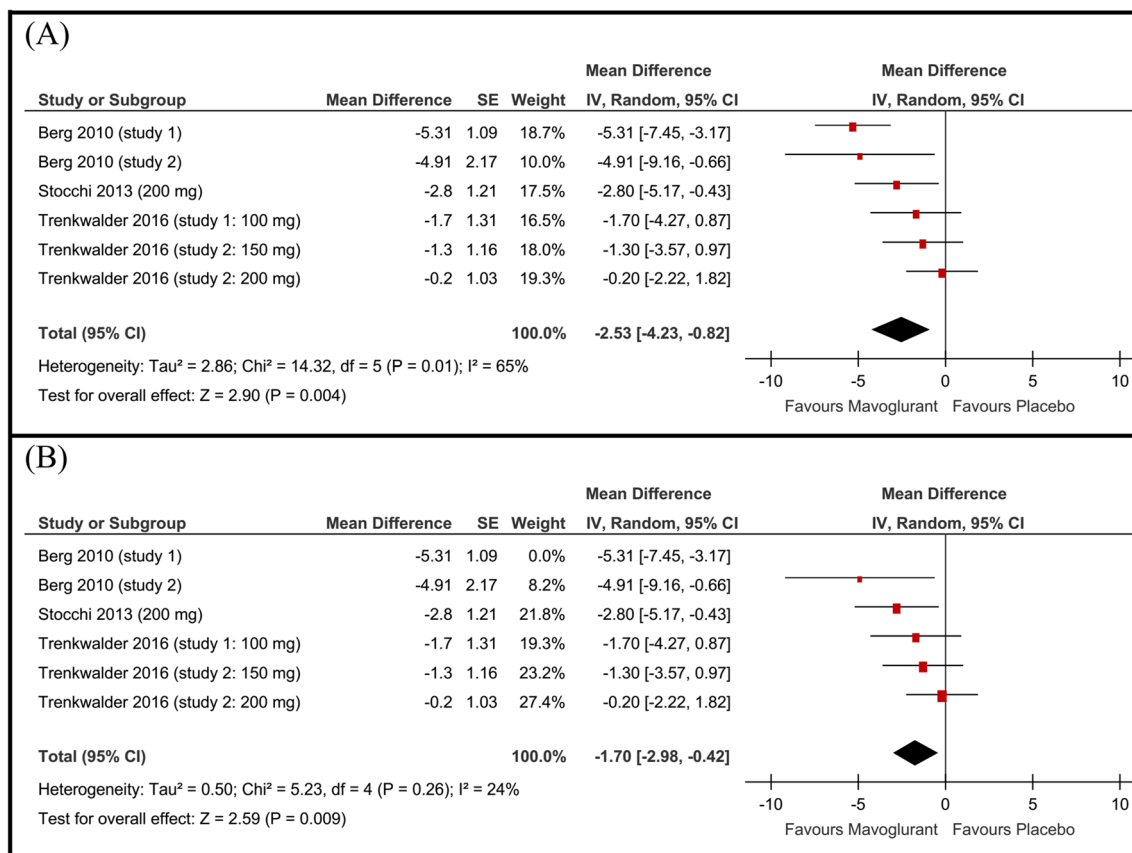 (A)
Mean Difference Mean Difference
Study or Subgroup Mean Difference SE Weight IV, Random, 95% CI IV, Random, 95% CI
Berg 2010 (study 1) -5.31 1.09 18.7% -5.31 [-7.45, -3.17]
Berg 2010 (study 2) -4.91 2.17 10.0% -4.91 [-9.16, -0.66]
Stocchi 2013 (200 mg) -2.8 1.21 17.5% -2.80 [-5.17, -0.43]
Trenkwalder 2016 (study 1: 100 mg) -1.7 1.31 16.5% -1.70 [-4.27, 0.87]
Trenkwalder 2016 (study 2: 150 mg) -1.3 1.16 18.0% -1.30 [-3.57, 0.97]
Trenkwalder 2016 (study 2: 200 mg) -0.2 1.03 19.3% -0.20 [-2.22, 1.82]
Total (95% CI) 100.0% -2.53 [-4.23, -0.82]
Heterogeneity: Tau² = 2.86; Chi² = 14.32, df = 5 (P = 0.01); I² = 65%
Test for overall effect: Z = 2.90 (P = 0.004)
-10 -5 0 5 10
Favours Mavoglurant Favours Placebo
(B)
Mean Difference Mean Difference
Study or Subgroup Mean Difference SE Weight IV, Random, 95% CI IV, Random, 95% CI
Berg 2010 (study 1) -5.31 1.09 0.0% -5.31 [-7.45, -3.17]
Berg 2010 (study 2) -4.91 2.17 8.2% -4.91 [-9.16, -0.66]
Stocchi 2013 (200 mg) -2.8 1.21 21.8% -2.80 [-5.17, -0.43]
Trenkwalder 2016 (study 1: 100 mg) -1.7 1.31 19.3% -1.70 [-4.27, 0.87]
Trenkwalder 2016 (study 2: 150 mg) -1.3 1.16 23.2% -1.30 [-3.57, 0.97]
Trenkwalder 2016 (study 2: 200 mg) -0.2 1.03 27.4% -0.20 [-2.22, 1.82]
Total (95% CI) 100.0% -1.70 [-2.98, -0.42]
Heterogeneity: Tau² = 0.50; Chi² = 5.23, df = 4 (P = 0.26); I² = 24%
Test for overall effect: Z = 2.59 (P = 0.009)
-10 -5 0 5 10
Favours Mavoglurant Favours Placebo